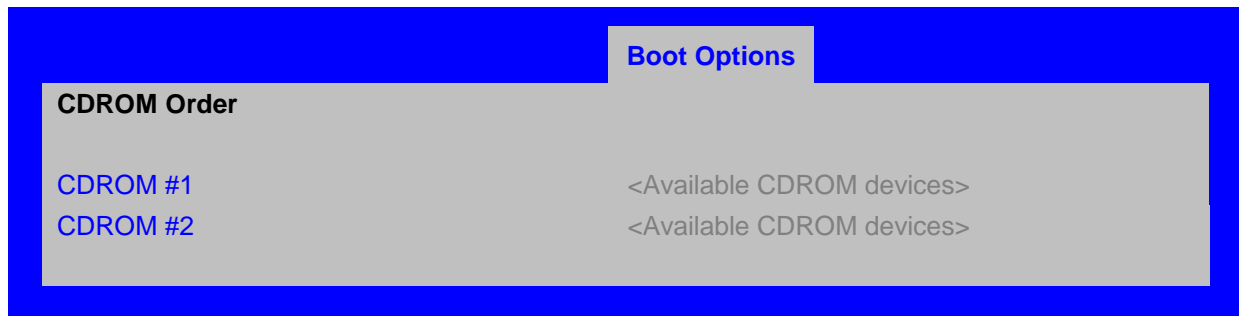 Boot Options
CDROM Order
CDROM #1 <Available CDROM devices>
CDROM #2 <Available CDROM devices>